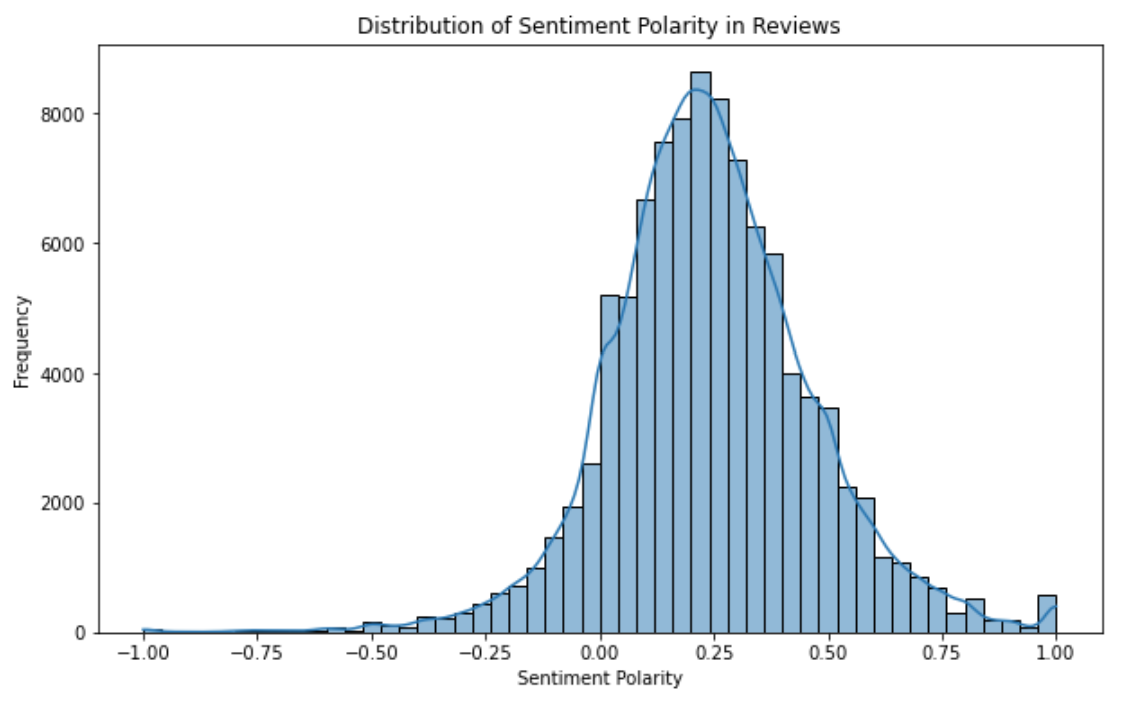 Distribution of Sentiment Polarity in Reviews
8000
6000
4000
2000
0
Frequency
−1.00 −0.75 −0.50 −0.25 0.00 0.25 0.50 0.75 1.00
Sentiment Polarity